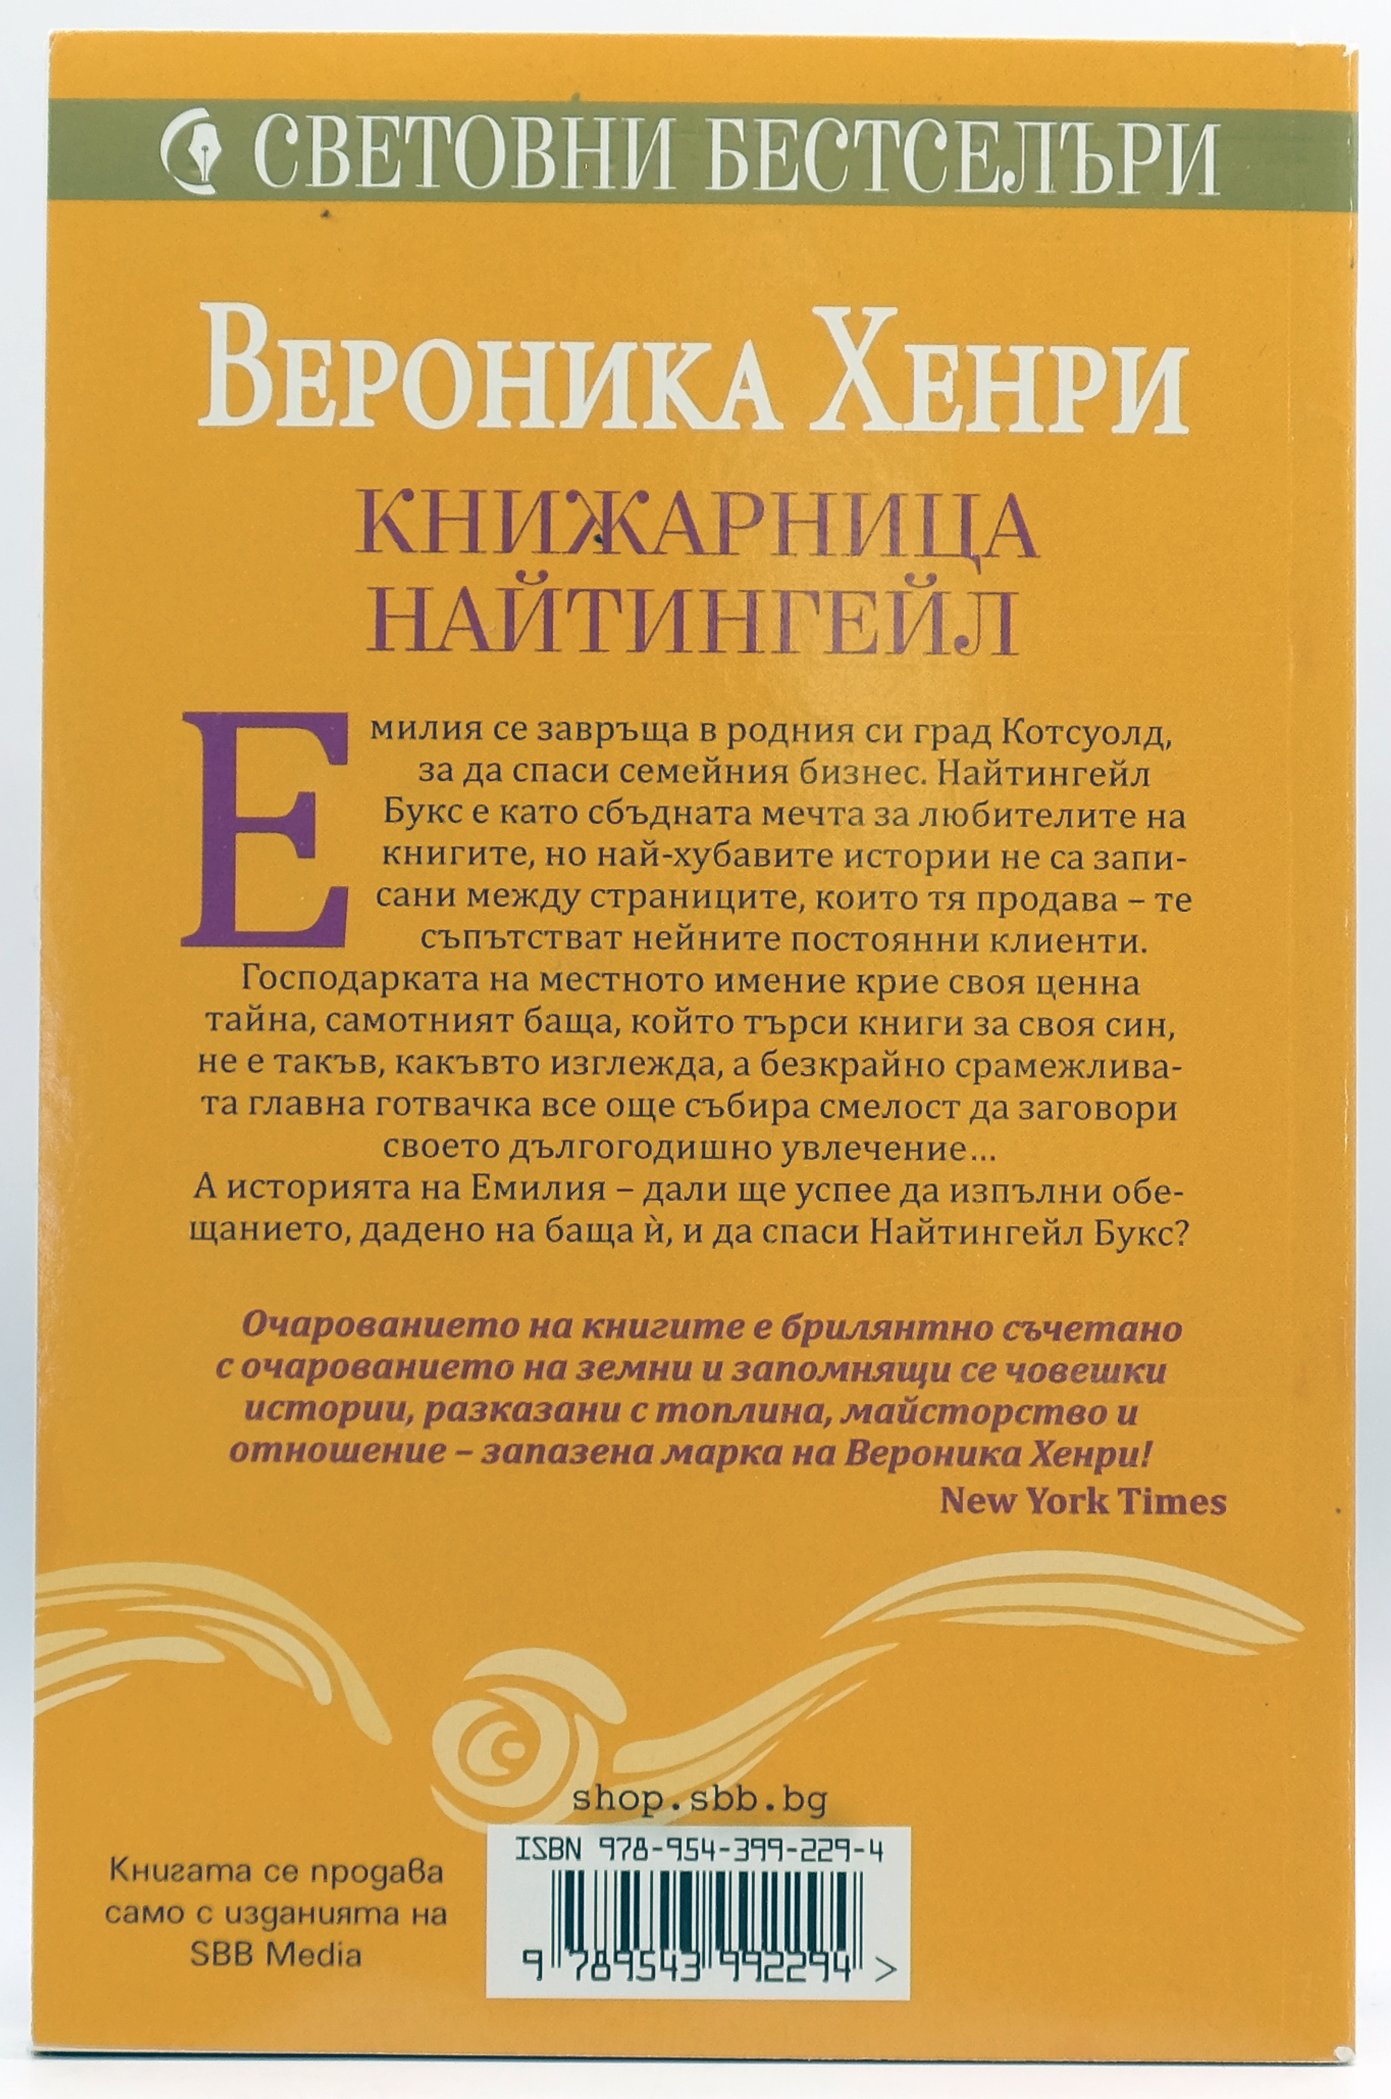 СВЕТОВНИ БЕСТСЕЛЪРИ
ВЕРОНИКА ХЕНРИ
КНИЖАРНИЦА
НАЙТИНГЕЙЛ
Емилия се завръща в родния си град Котсуолд,
за да спаси семейния бизнес. Найтингейл
Букс е като сбъдната мечта за любителите на
книгите, но най-хубавите истории не са запи-
сани между страниците, които тя продава – те
съпътстват нейните постоянни клиенти.
Господарката на местното имение крие своя ценна
тайна, самотният баща, който търси книги за своя син,
не е такъв, какъвто изглежда, а безкрайно срамежлива-
та главна готвачка все още събира смелост да заговори
своето дългогодишно увлечение...
А историята на Емилия – дали ще успее да изпълни обе-
щанието, дадено на баща ѝ, и да спаси Найтингейл Букс?
Очарованието на книгите е брилянтно съчетано
с очарованието на земни и запомнящи се човешки
истории, разказани с топлина, майсторство и
отношение – запазена марка на Вероника Хенри!
New York Times
shop.sbb.bg
ISBN 978-954-399-229-4
9 789543 992294 >
Книгата се продава
само с изданията на
SBB Media